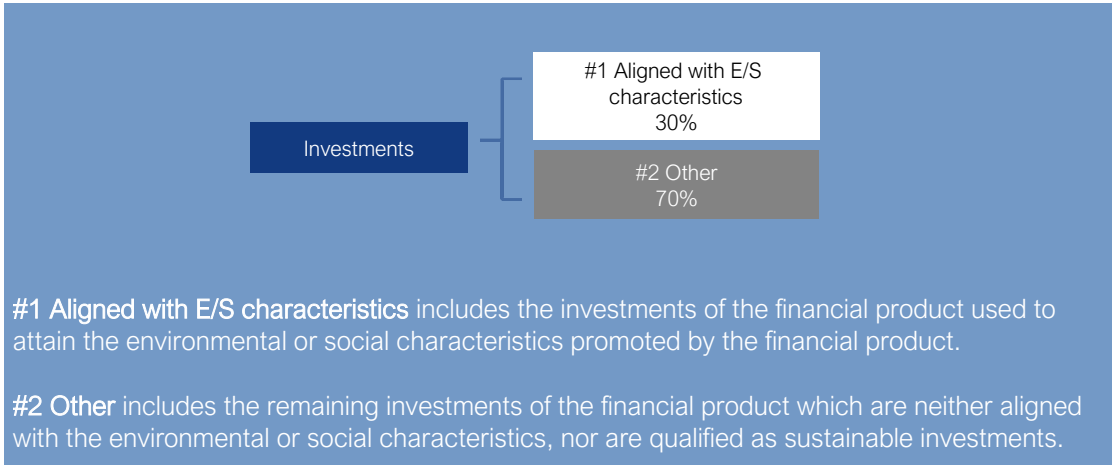 #1 Aligned with E/S
characteristics
30%
Investments
#2 Other
70%
#1 Aligned with E/S characteristics includes the investments of the financial product used to
attain the environmental or social characteristics promoted by the financial product.
#2 Other includes the remaining investments of the financial product which are neither aligned
with the environmental or social characteristics, nor are qualified as sustainable investments.